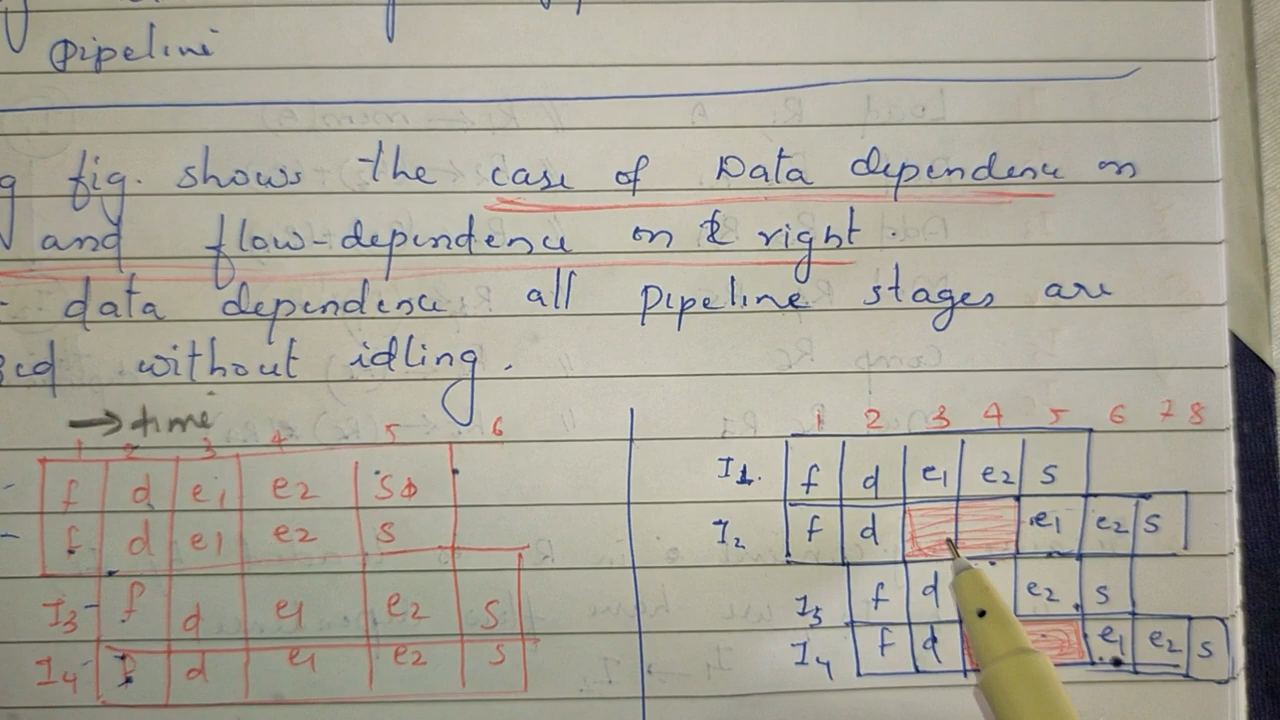 pipeline
fig. shows the case of Data dependence on
and flow-dependence on & right.
data dependence all pipeline stages are
without idling.
→ time
1 2 3 4 5 6
f d e1 e2 s
f d e1 e2 s
I3- f d e1 e2 s
I4- f d e1 e2 s
1 2 3 4 5 6 7 8
I1. f d e1 e2 s
I2 f d e1 e2 s
I3 f d e2 s
I4 f d e1 e2 s